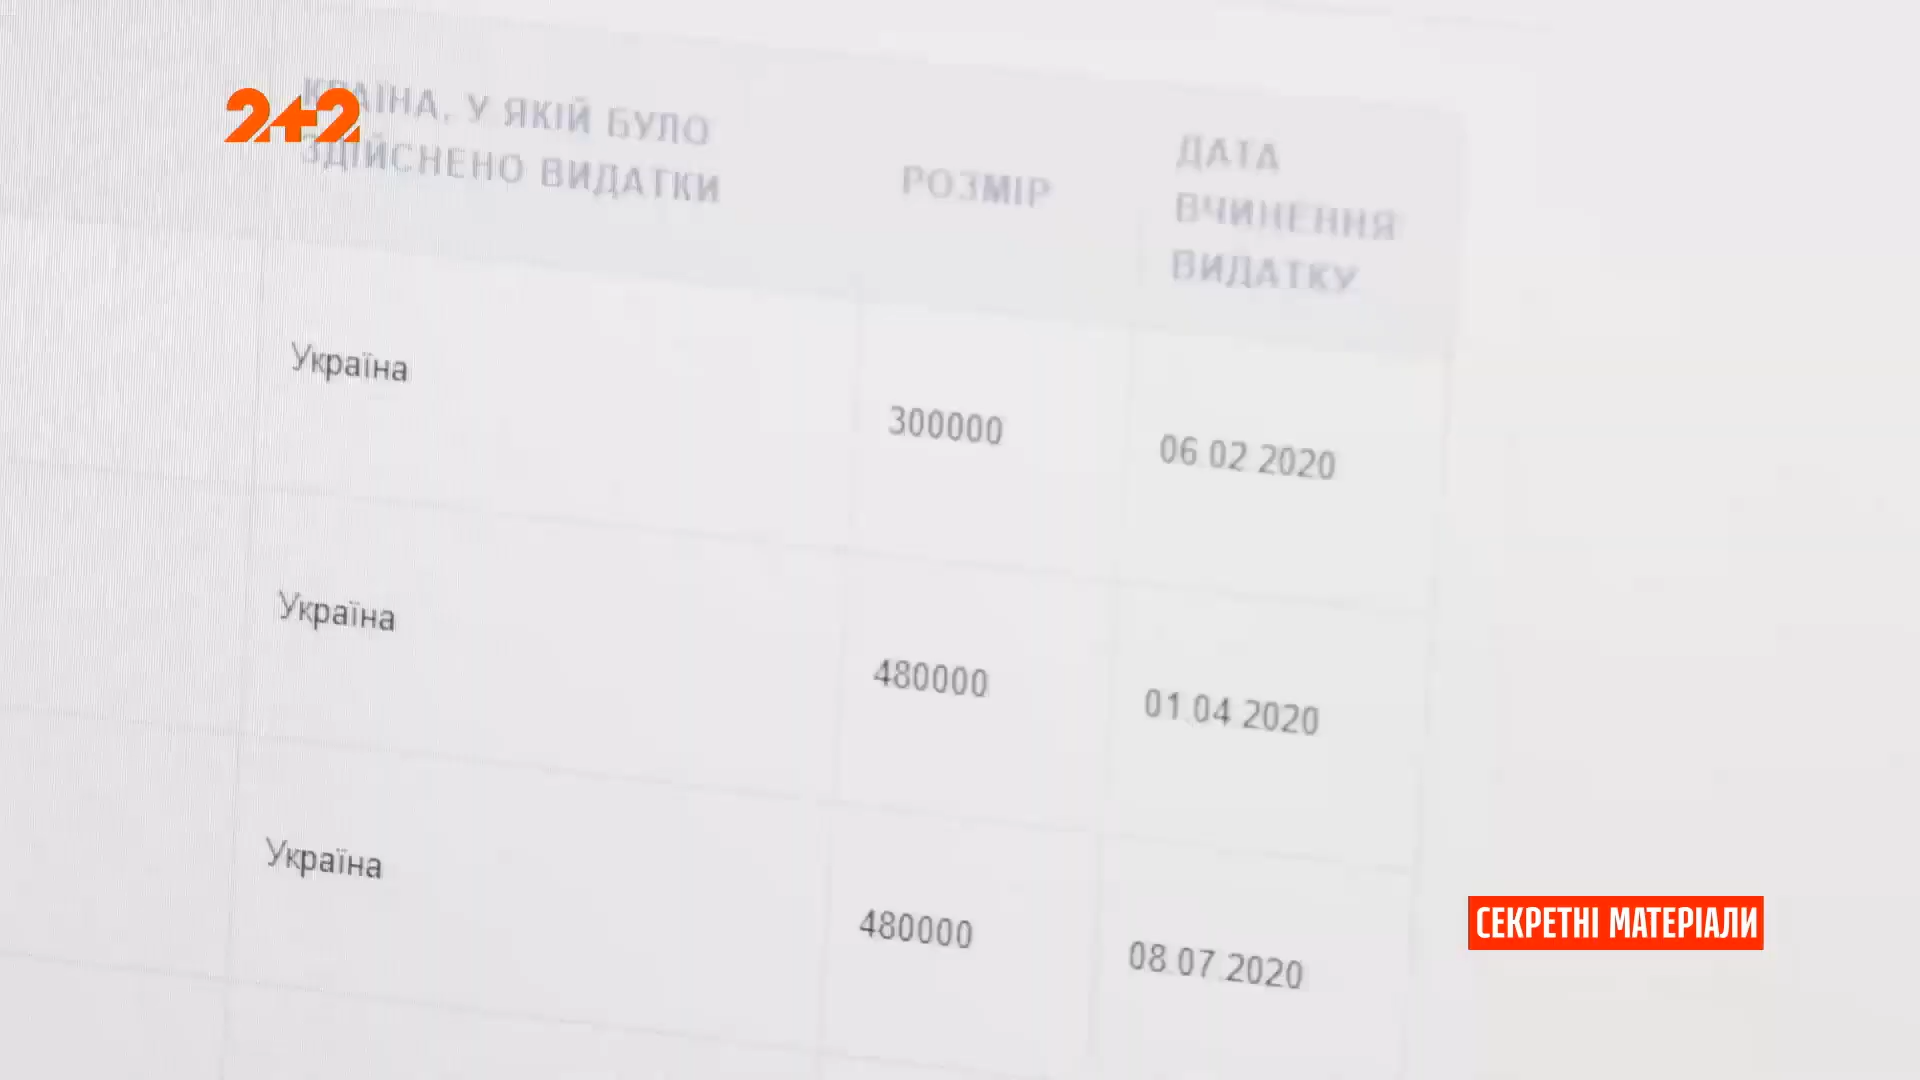 2+2
КРАЇНА, У ЯКІЙ БУЛО
ЗДІЙСНЕНО ВИДАТКИ
РОЗМІР
ДАТА
ВЧИНЕННЯ
ВИДАТКУ
Україна
300000
06.02.2020
Україна
480000
01.04.2020
Україна
480000
08.07.2020
СЕКРЕТНІ МАТЕРІАЛИ